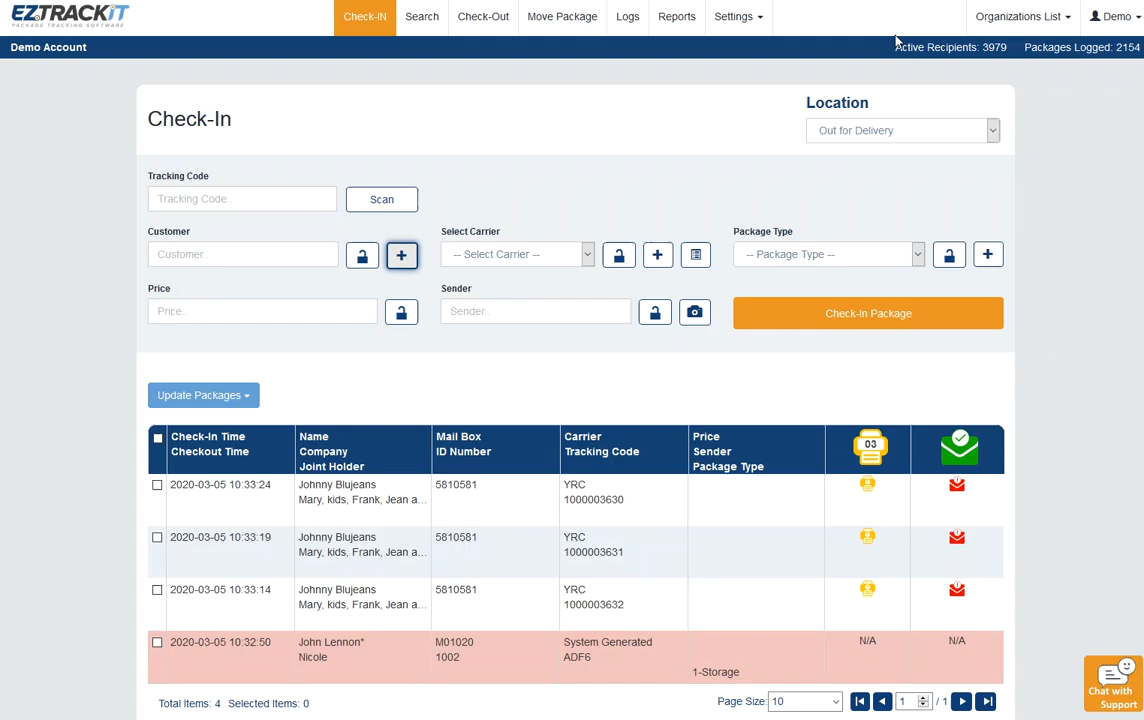 EZTRACKIT
PACKAGE TRACKING SOFTWARE
Check-IN
Search
Check-Out
Move Package
Logs
Reports
Settings
Organizations List
Demo
Demo Account
Active Recipients: 3979
Packages Logged: 2154
Check-In
Location
Out for Delivery
Tracking Code
Tracking Code.
Scan
Customer
Select Carrier
Package Type
Customer..
-- Select Carrier --
-- Package Type --
Price
Sender
Price..
Sender..
Check-In Package
Update Packages
Check-In Time
Checkout Time
Name
Company
Joint Holder
Mail Box
ID Number
Carrier
Tracking Code
Price
Sender
Package Type
03
2020-03-05 10:33:24
Johnny Blujeans
Mary, kids, Frank, Jean a...
5810581
YRC
1000003630
2020-03-05 10:33:19
Johnny Blujeans
Mary, kids, Frank, Jean a...
5810581
YRC
1000003631
2020-03-05 10:33:14
Johnny Blujeans
Mary, kids, Frank, Jean a...
5810581
YRC
1000003632
2020-03-05 10:32:50
John Lennon*
Nicole
M01020
1002
System Generated
ADF6
1-Storage
N/A
N/A
Total Items: 4 Selected Items: 0
Page Size: 10
1 / 1
Chat with
Support